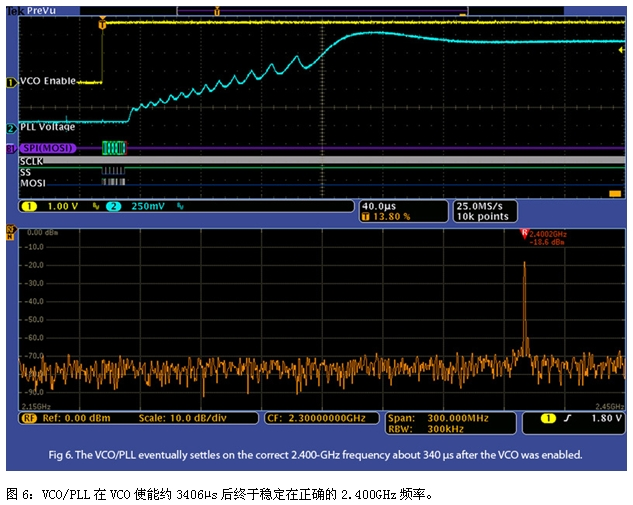 Tek PreVu
VCO Enable
PLL Voltage
SPI(MOSI)
SCLK
SS
MOSI
1 1.00 V 2 250mV
40.0µs
T 13.80 %
25.0MS/s
10k points
0.00 dBm
R 2.4002GHz
-18.6 dBm
-10.0
-20.0
-30.0
-40.0
-50.0
-60.0
-70.0
-90.0
2.15GHz
2.45GHz
RF Ref: 0.00 dBm Scale: 10.0 dB/div
CF: 2.30000000GHz
Span: 300.000MHz
RBW: 300kHz
1 1.80 V
Fig 6. The VCO/PLL eventually settles on the correct 2.400-GHz frequency about 340 µs after the VCO was enabled.
图 6：VCO/PLL 在 VCO 使能约 3406µs 后终于稳定在正确的 2.400GHz 频率。